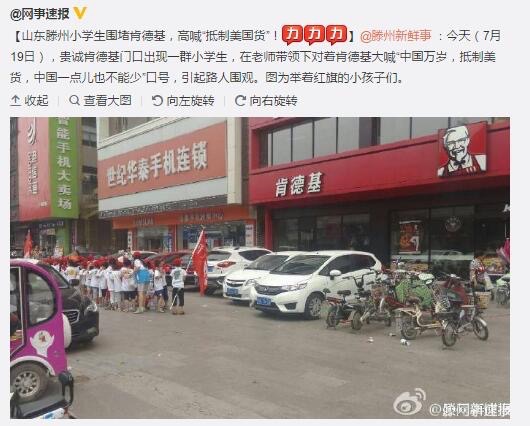 @网事速报
【山东滕州小学生围堵肯德基，高喊“抵制美国货”！力力力】@滕州新鲜事 ：今天（7月
19日），贵诚肯德基门口出现一群小学生，在老师带领下对着肯德基大喊“中国万岁，抵制美
货，中国一点儿也不能少”口号，引起路人围观。图为举着红旗的小孩子们。
收起 查看大图 向左旋转 向右旋转
智能手机大卖场
世纪华泰手机连锁
肯德基
KFC
@滕网新鲜报